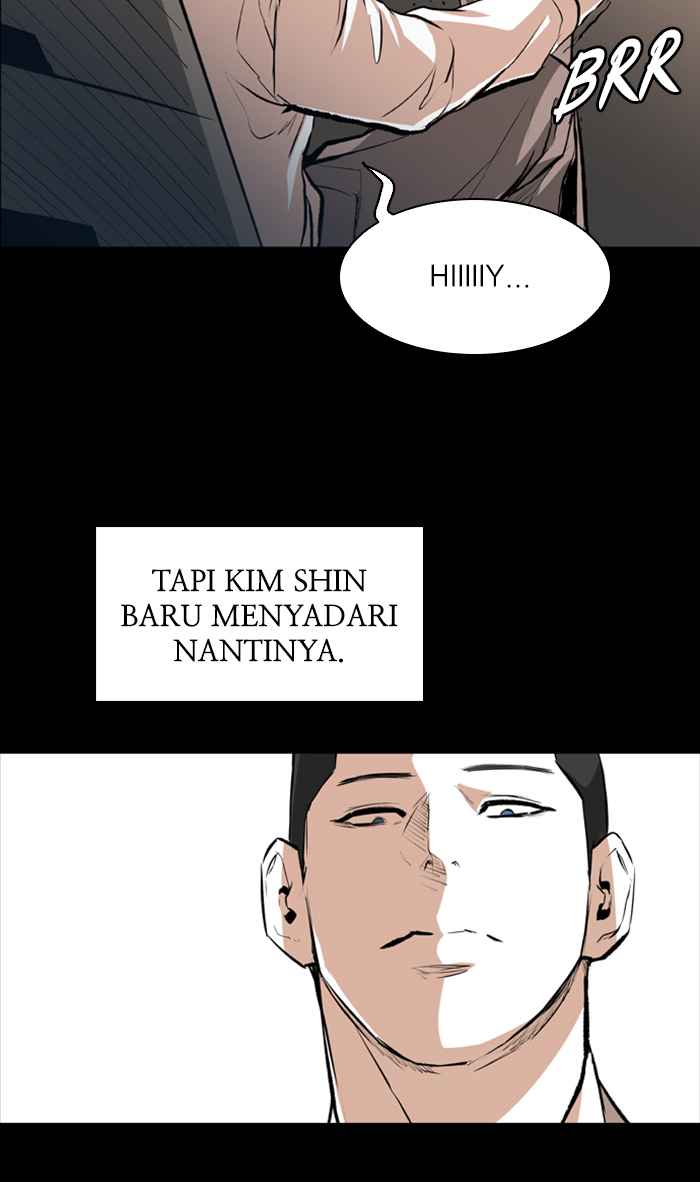 BRR
HIIIIIY...
TAPI KIM SHIN
BARU MENYADARI
NANTINYA.